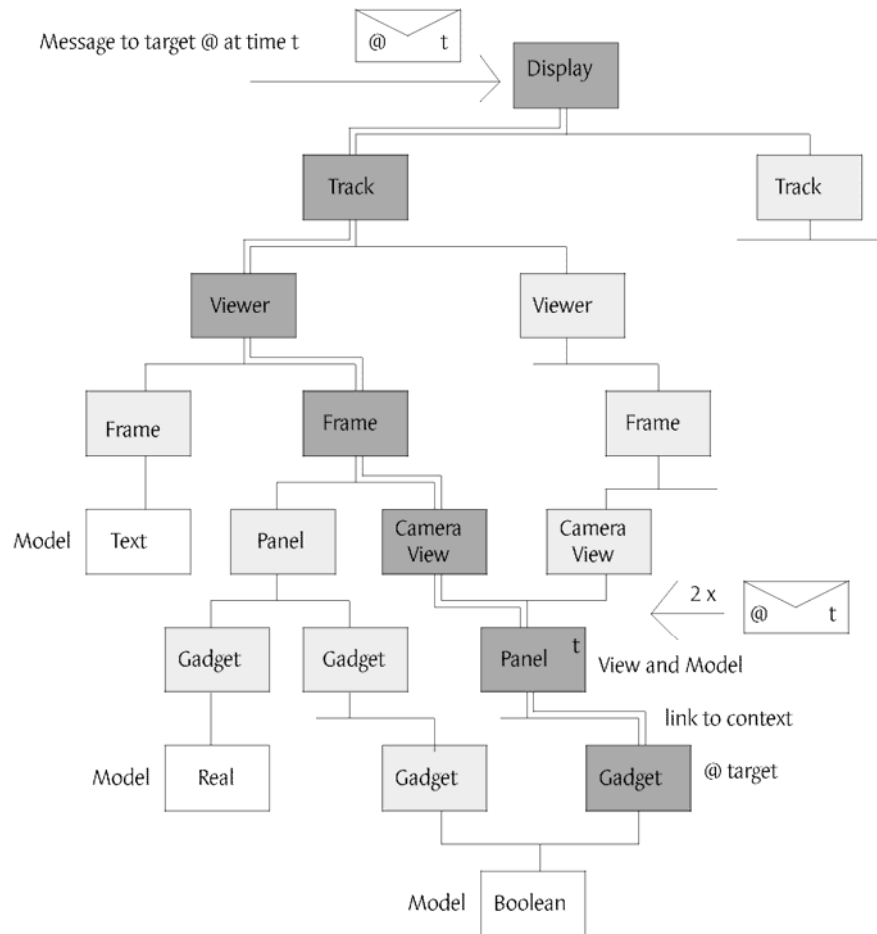 Message to target @ at time t
@ t
Display
Track
Track
Viewer
Viewer
Frame
Frame
Frame
Model
Text
Panel
Camera
View
Camera
View
2 x
@ t
Gadget
Gadget
Panel
t
View and Model
link to context
Model
Real
Gadget
Gadget
@ target
Model
Boolean